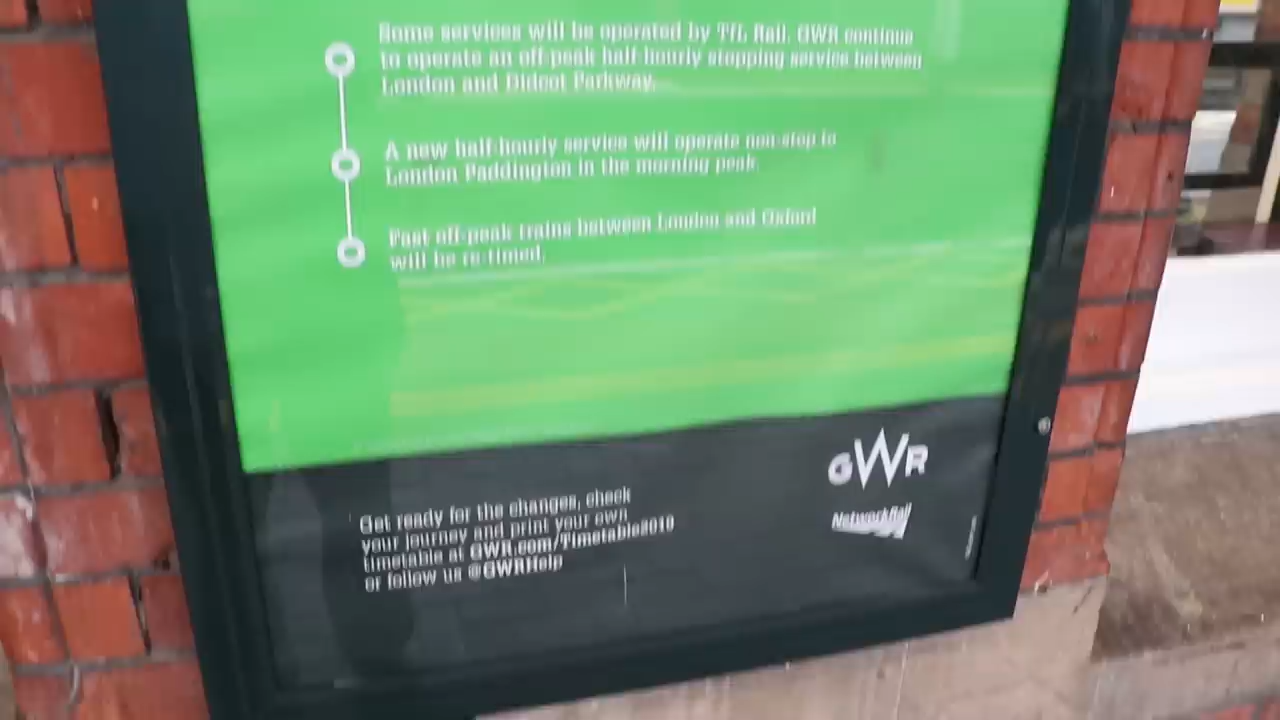 Some services will be operated by TfL Rail. GWR continue
to operate an off-peak half-hourly stopping service between
London and Didcot Parkway.
A new half-hourly service will operate non-stop to
London Paddington in the morning peak.
Fast off-peak trains between London and Oxford
will be re-timed.
GWR
NetworkRail
Get ready for the changes, check
your journey and print your own
timetable at GWR.com/Timetable2019
or follow us @GWRHelp